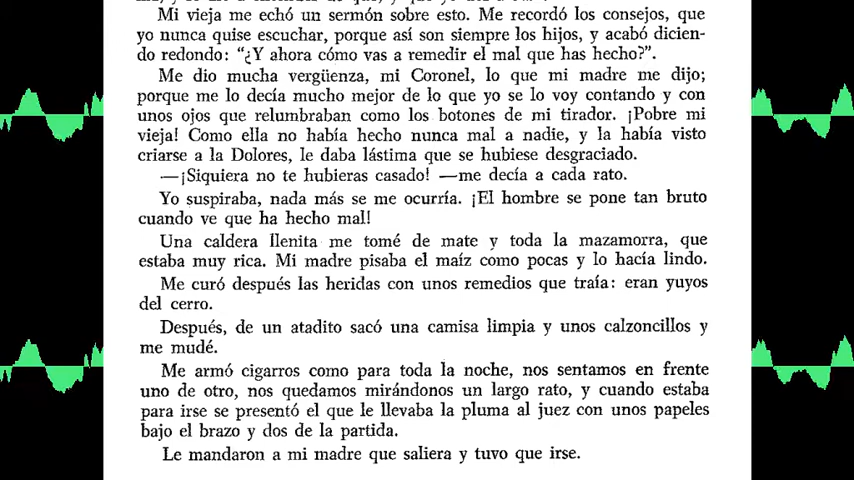 Mi vieja me echó un sermón sobre esto. Me recordó los consejos, que
yo nunca quise escuchar, porque así son siempre los hijos, y acabó dicien-
do redondo: “¿Y ahora cómo vas a remedir el mal que has hecho?”.
Me dio mucha vergüenza, mi Coronel, lo que mi madre me dijo;
porque me lo decía mucho mejor de lo que yo se lo voy contando y con
unos ojos que relumbraban como los botones de mi tirador. ¡Pobre mi
vieja! Como ella no había hecho nunca mal a nadie, y la había visto
criarse a la Dolores, le daba lástima que se hubiese desgraciado.
—¡Siquiera no te hubieras casado! —me decía a cada rato.
Yo suspiraba, nada más se me ocurría. ¡El hombre se pone tan bruto
cuando ve que ha hecho mal!
Una caldera llenita me tomé de mate y toda la mazamorra, que
estaba muy rica. Mi madre pisaba el maíz como pocas y lo hacía lindo.
Me curó después las heridas con unos remedios que traía: eran yuyos
del cerro.
Después, de un atadito sacó una camisa limpia y unos calzoncillos y
me mudé.
Me armó cigarros como para toda la noche, nos sentamos en frente
uno de otro, nos quedamos mirándonos un largo rato, y cuando estaba
para irse se presentó el que le llevaba la pluma al juez con unos papeles
bajo el brazo y dos de la partida.
Le mandaron a mi madre que saliera y tuvo que irse.